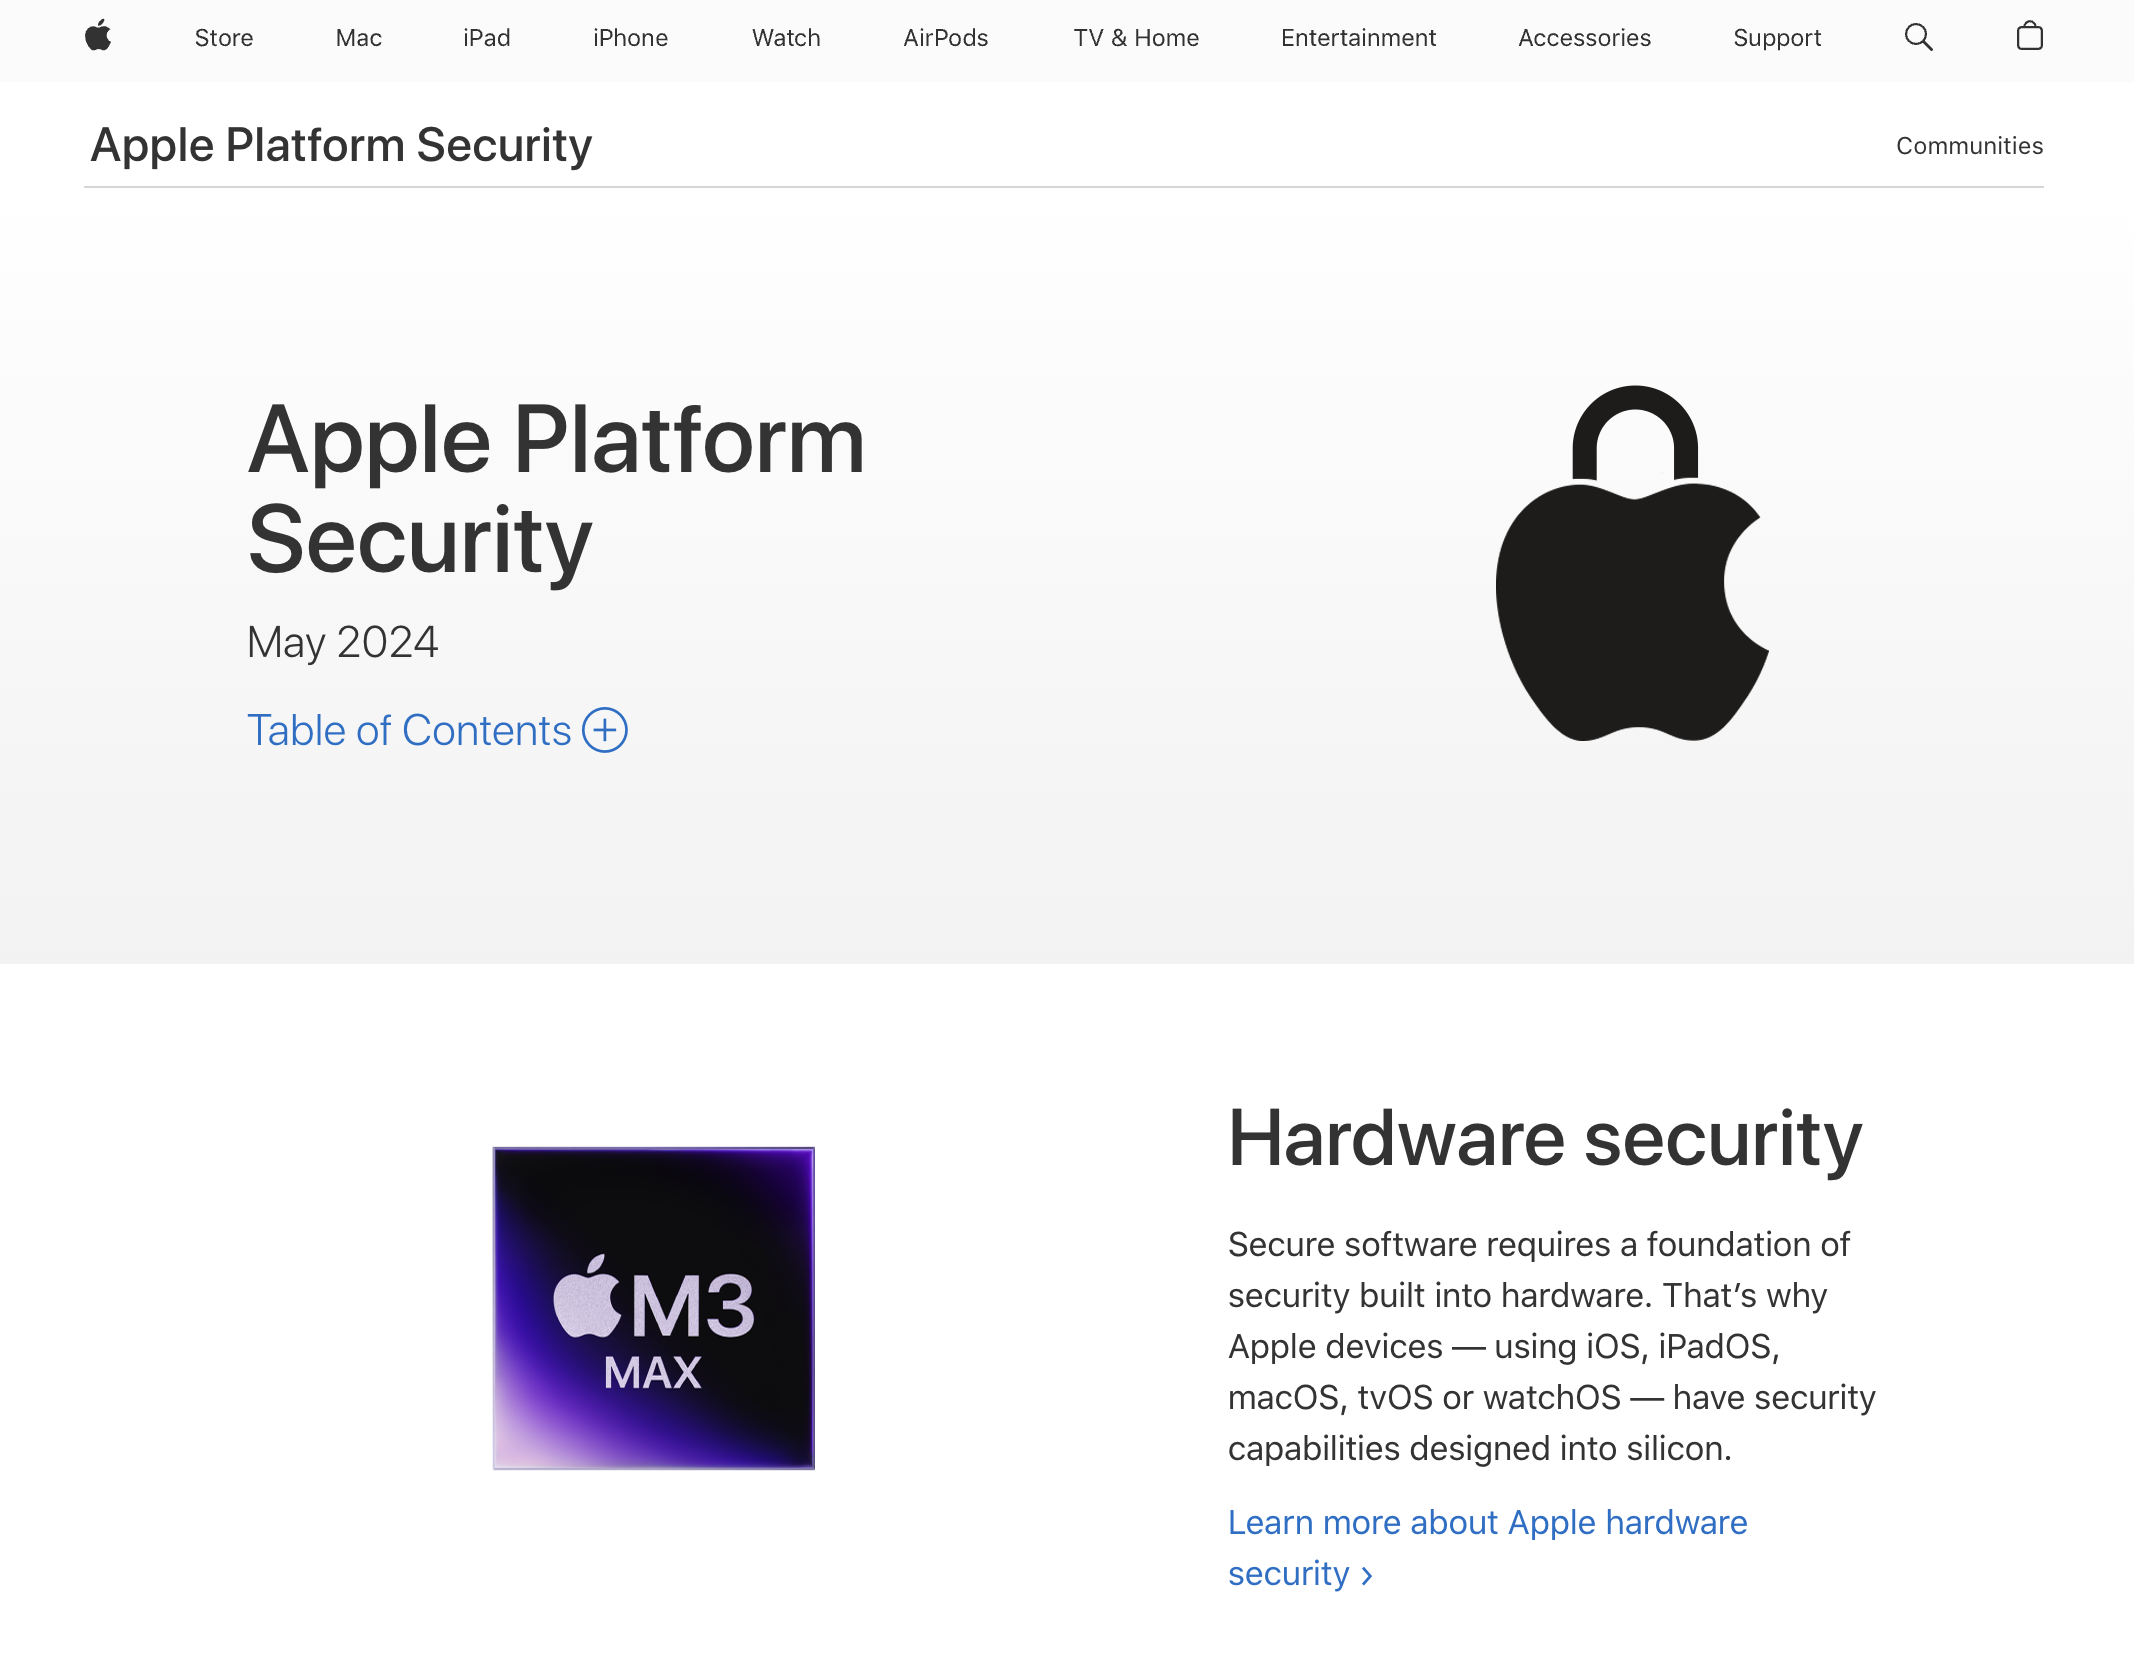 Store Mac iPad iPhone Watch AirPods TV & Home Entertainment Accessories Support
Apple Platform Security
Communities
Apple Platform
Security
May 2024
Table of Contents
M3
MAX
Hardware security
Secure software requires a foundation of
security built into hardware. That’s why
Apple devices — using iOS, iPadOS,
macOS, tvOS or watchOS — have security
capabilities designed into silicon.
Learn more about Apple hardware
security ›